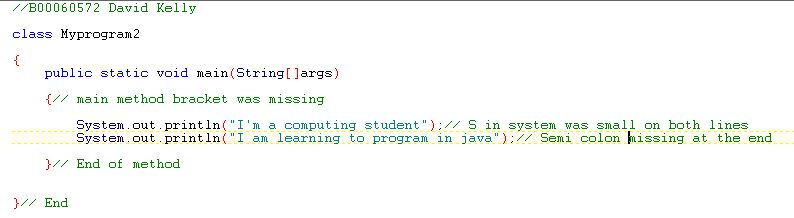 //B00060572 David Kelly
class Myprogram2
{
public static void main(String[]args)
{// main method bracket was missing
System.out.println("I'm a computing student");// S in system was small on both lines
System.out.println("I am learning to program in java");// Semi colon missing at the end
}// End of method
}// End